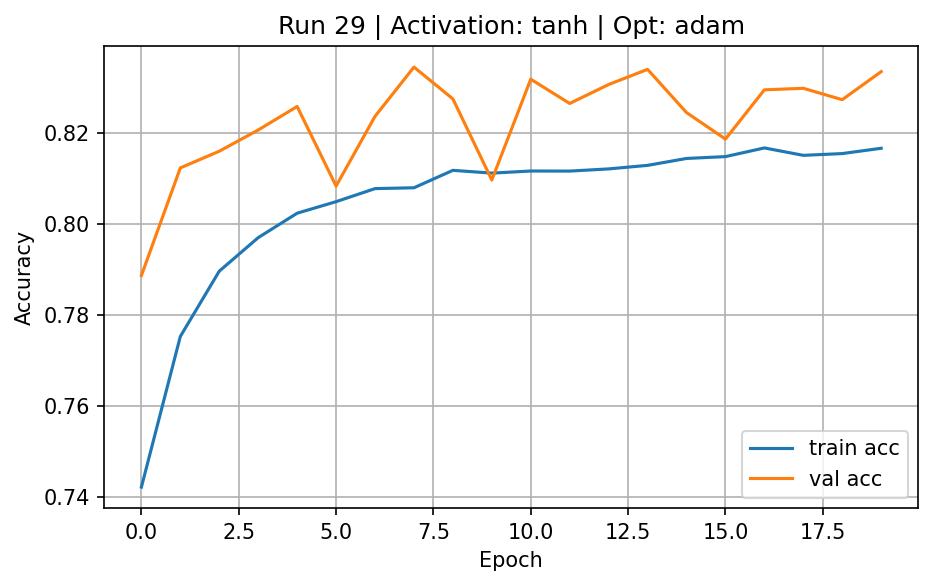 Run 29 | Activation: tanh | Opt: adam
Accuracy
0.82
0.80
0.78
0.76
0.74
train acc
val acc
0.0 2.5 5.0 7.5 10.0 12.5 15.0 17.5
Epoch